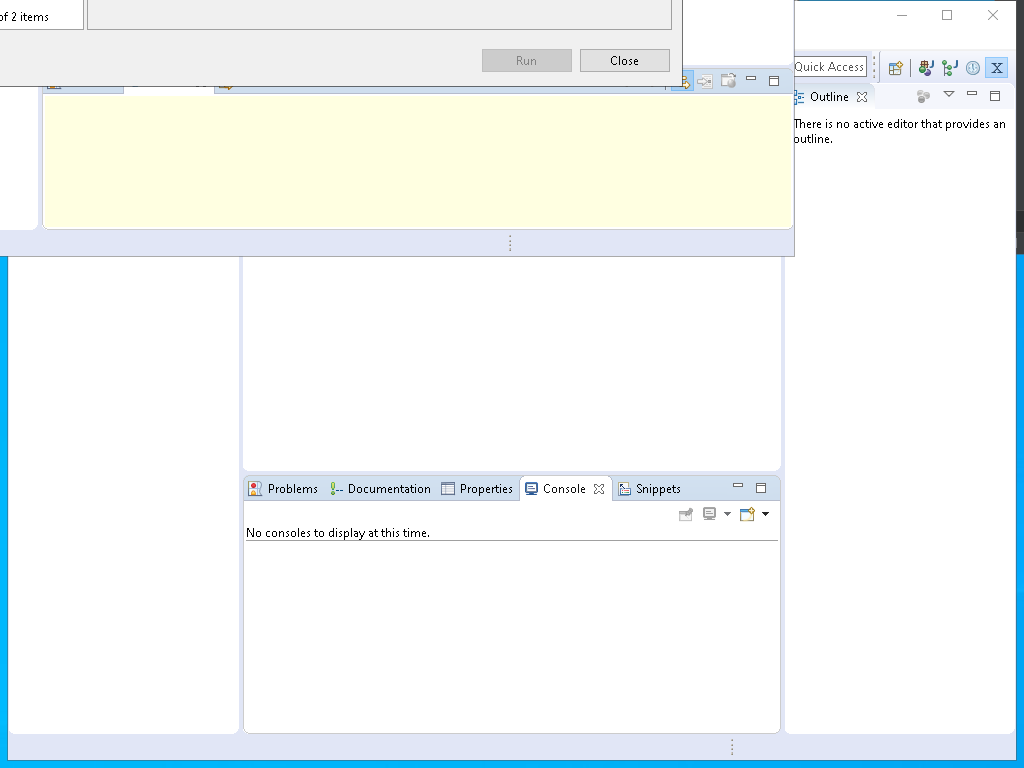 of 2 items
Run
Close
Quick Access
X
Outline
There is no active editor that provides an
outline.
Problems
Documentation
Properties
Console
Snippets
No consoles to display at this time.